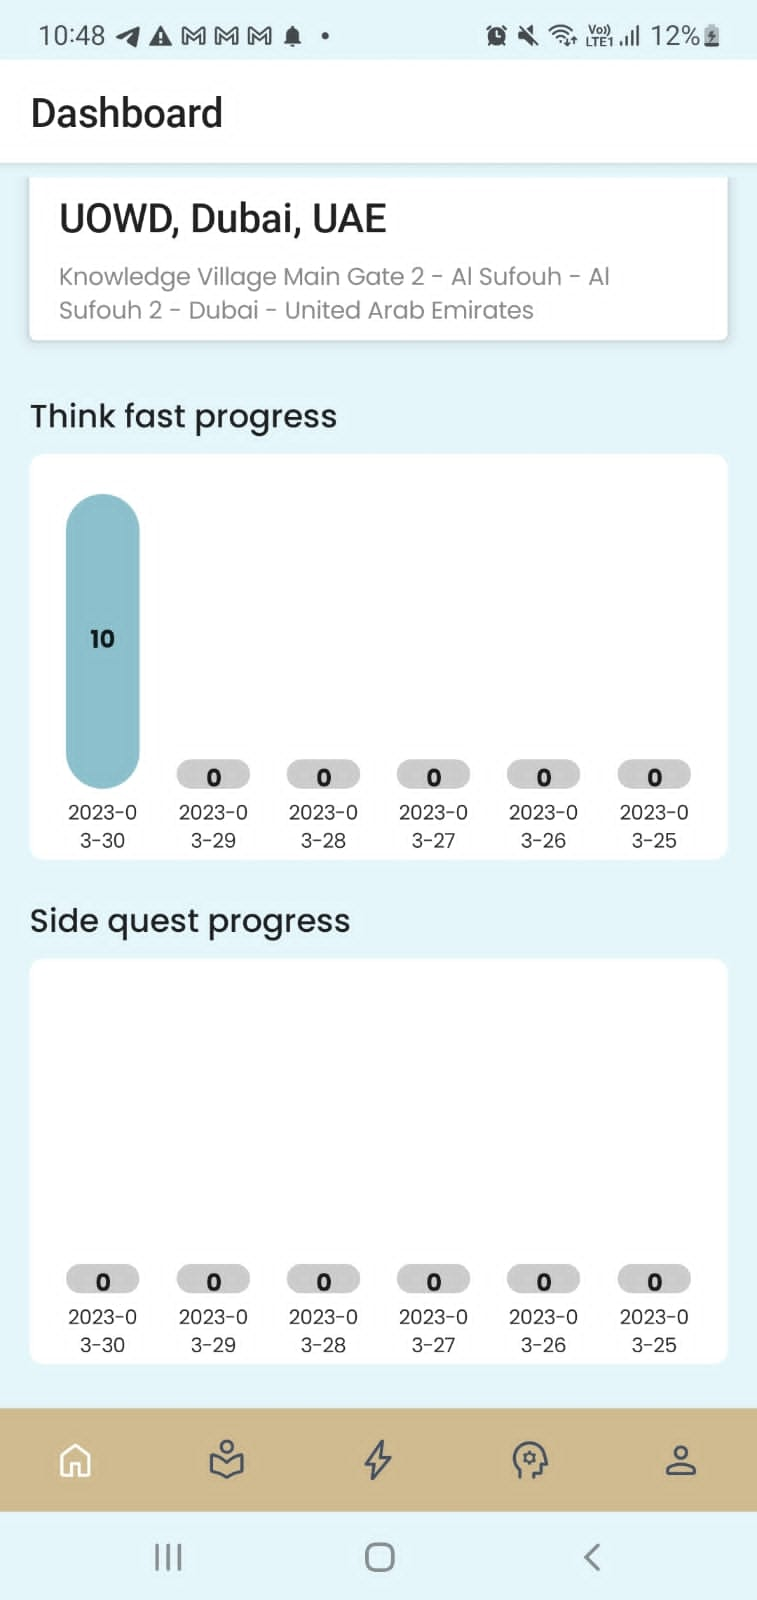 10:48 12%
Vo))
LTE1
Dashboard
UOWD, Dubai, UAE
Knowledge Village Main Gate 2 - Al Sufouh - Al
Sufouh 2 - Dubai - United Arab Emirates
Think fast progress
10
0 0 0 0 0
2023-0 2023-0 2023-0 2023-0 2023-0 2023-0
3-30 3-29 3-28 3-27 3-26 3-25
Side quest progress
0 0 0 0 0 0
2023-0 2023-0 2023-0 2023-0 2023-0 2023-0
3-30 3-29 3-28 3-27 3-26 3-25